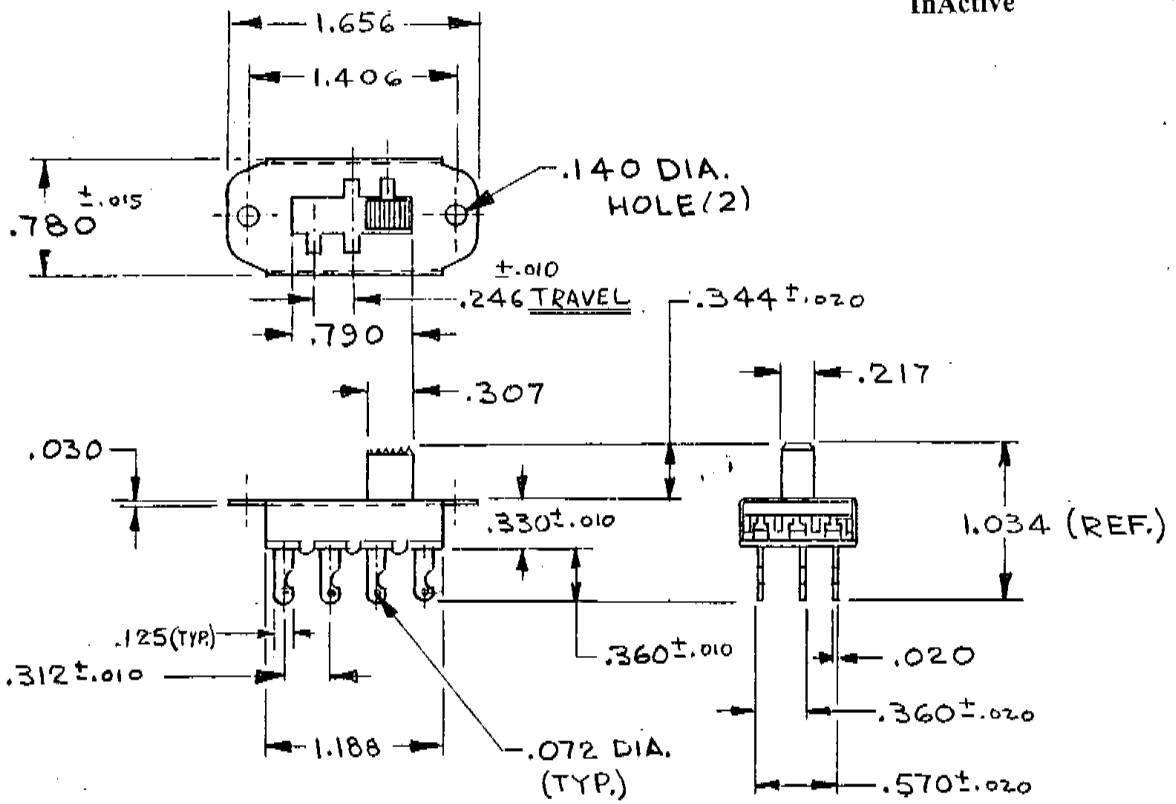 InActive
1.656
1.406
.780 ±.015
.140 DIA.
HOLE (2)
±.010
.246 TRAVEL
.790
.344 ±.020
.307
.217
.030
.330 ±.010
1.034 (REF.)
.125 (TYP.)
.360 ±.010
.020
.312 ±.010
.360 ±.020
1.188
.072 DIA.
(TYP.)
.570 ±.020